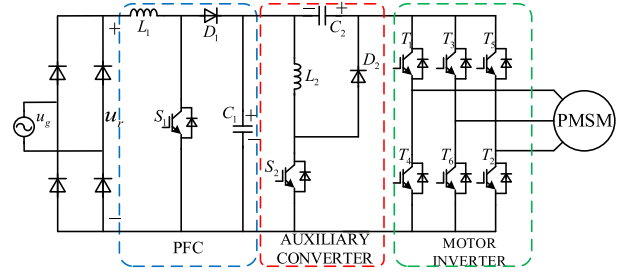 L1
D1
− +
C2
T1
T3
T5
+
D2
L2
ug
ur
S1
C1
+
−
PMSM
S2
T4
T6
T2
−
PFC
AUXILIARY
CONVERTER
MOTOR
INVERTER